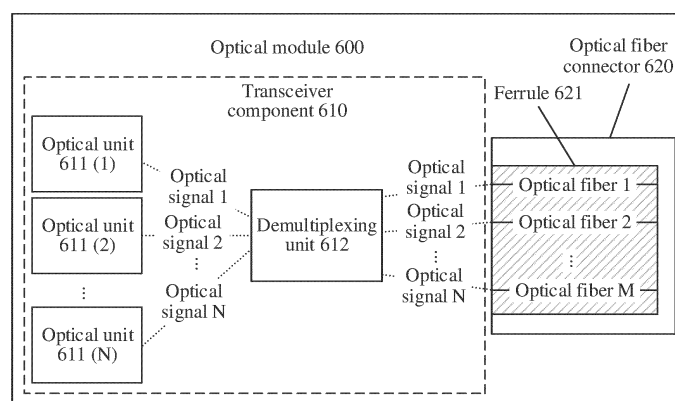 Optical module 600
Optical fiber
connector 620
Transceiver
component 610
Ferrule 621
Optical unit
611 (1)
Optical
signal 1
Optical unit
611 (2)
Optical
signal 2
⋮
Optical
signal N
⋮
Optical unit
611 (N)
Demultiplexing
unit 612
Optical
signal 1
Optical
signal 2
⋮
Optical
signal N
Optical fiber 1
Optical fiber 2
⋮
Optical fiber M